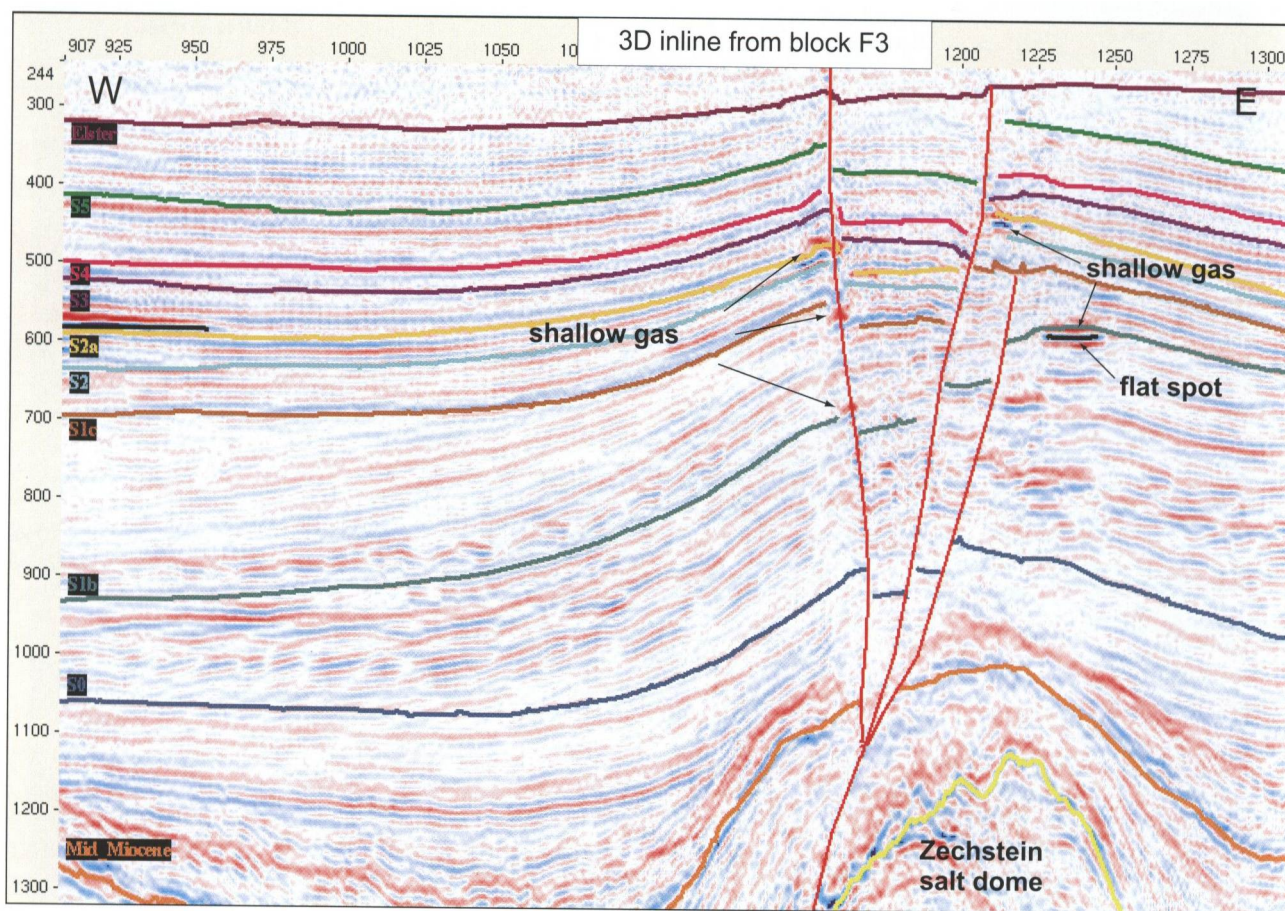 3D inline from block F3
907 925 950 975 1000 1025 1050 10
1200 1225 1250 1275 1300
244
W
E
300
Elster
400
S5
500
S4
S3
shallow gas
shallow gas
600
S2a
flat spot
S2
700
S1c
800
900
S1b
1000
S0
1100
1200
Mid_Miocene
Zechstein
salt dome
1300